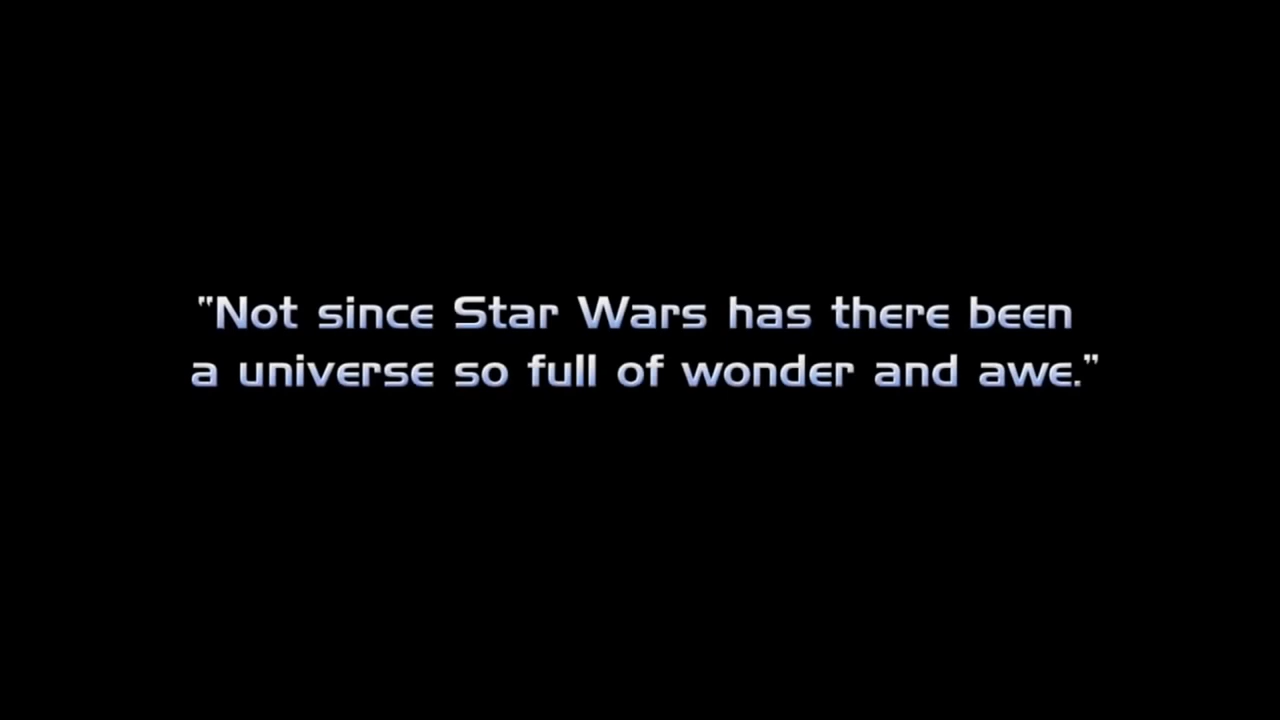 "Not since Star Wars has there been
a universe so full of wonder and awe."